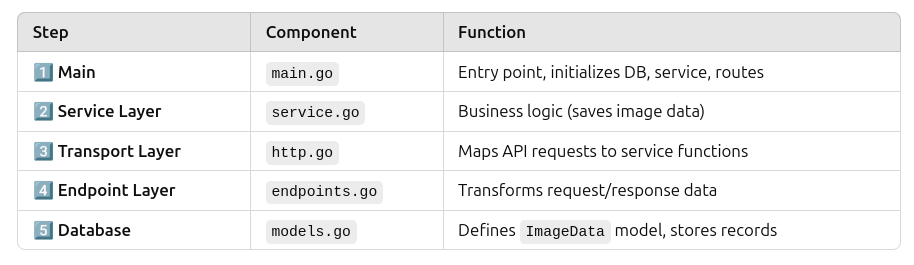 Step Component Function
1️⃣ Main main.go Entry point, initializes DB, service, routes
2️⃣ Service Layer service.go Business logic (saves image data)
3️⃣ Transport Layer http.go Maps API requests to service functions
4️⃣ Endpoint Layer endpoints.go Transforms request/response data
5️⃣ Database models.go Defines ImageData model, stores records